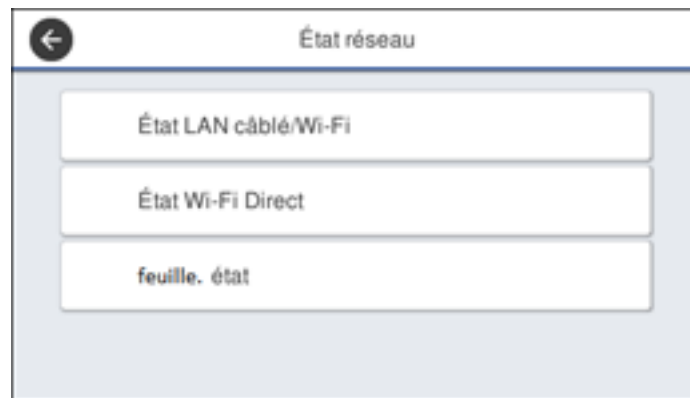 État réseau
État LAN câblé/Wi-Fi
État Wi-Fi Direct
feuille. état